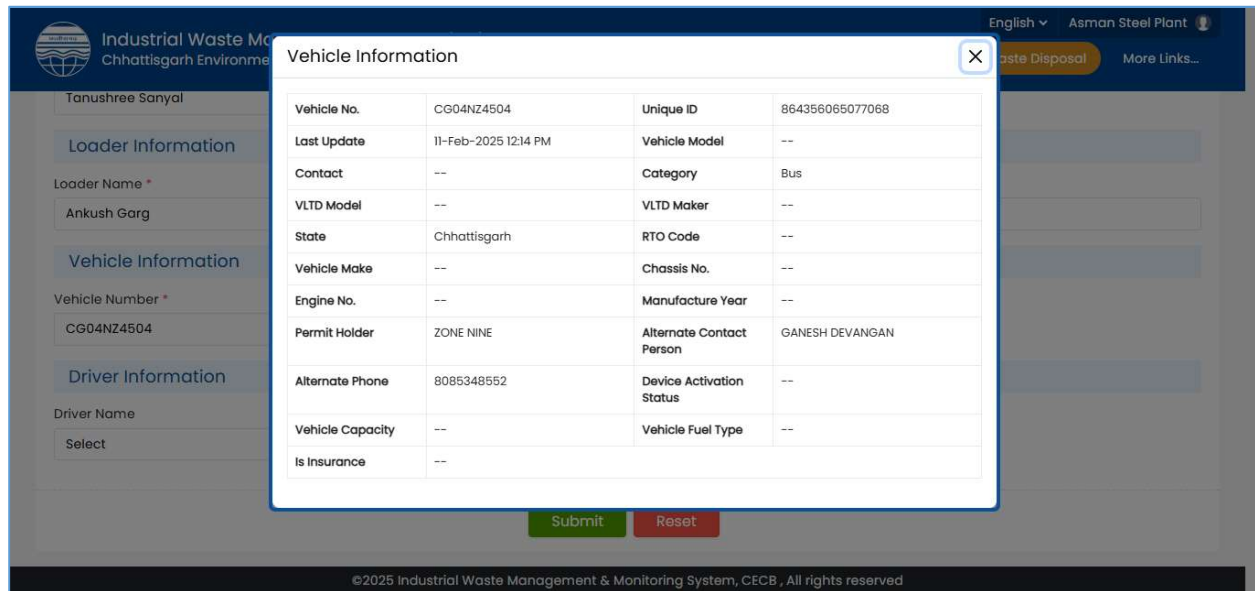 English Asman Steel Plant
Industrial Waste M
Chhattisgarh Environme
aste Disposal More Links...
Vehicle Information
Tanushree Sanyal
Loader Information
Loader Name *
Ankush Garg
Vehicle Information
Vehicle Number *
CG04NZ4504
Driver Information
Driver Name
Select
Vehicle No. CG04NZ4504 Unique ID 864356065077068
Last Update 11-Feb-2025 12:14 PM Vehicle Model --
Contact -- Category Bus
VLTD Model -- VLTD Maker --
State Chhattisgarh RTO Code --
Vehicle Make -- Chassis No. --
Engine No. -- Manufacture Year --
Permit Holder ZONE NINE Alternate Contact
Person GANESH DEVANGAN
Alternate Phone 8085348552 Device Activation
Status --
Vehicle Capacity -- Vehicle Fuel Type --
Is Insurance --
Submit Reset
©2025 Industrial Waste Management & Monitoring System, CECB , All rights reserved